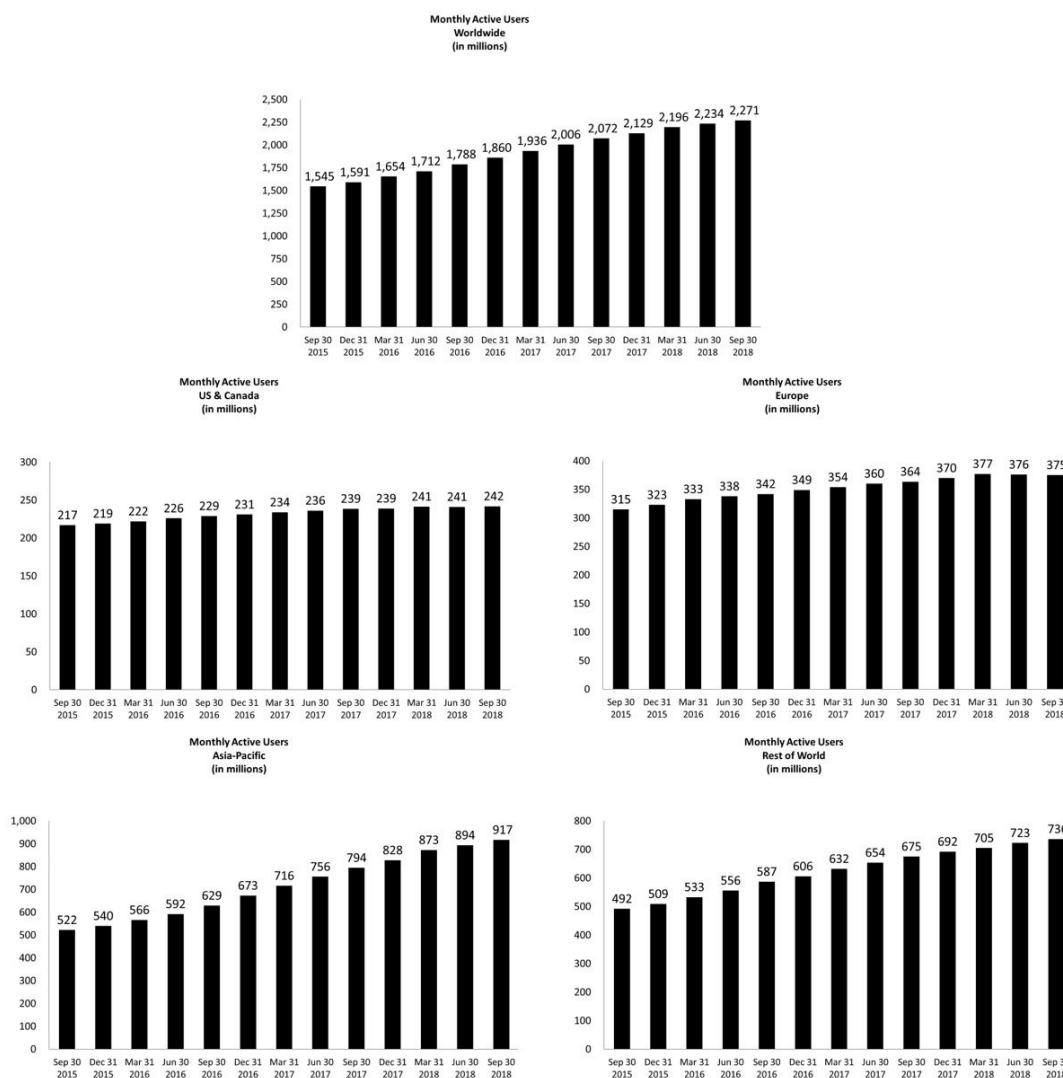 Monthly Active Users
Worldwide
(in millions)
2,500
2,250
2,000
1,750
1,500
1,250
1,000
750
500
250
0
1,545 1,591 1,654 1,712 1,788 1,860 1,936 2,006 2,072 2,129 2,196 2,234 2,271
Sep 30 Dec 31 Mar 31 Jun 30 Sep 30 Dec 31 Mar 31 Jun 30 Sep 30 Dec 31 Mar 31 Jun 30 Sep 30
2015 2015 2016 2016 2016 2016 2017 2017 2017 2017 2018 2018 2018
Monthly Active Users
US & Canada
(in millions)
300
250
200
150
100
50
0
217 219 222 226 229 231 234 236 239 239 241 241 242
Sep 30 Dec 31 Mar 31 Jun 30 Sep 30 Dec 31 Mar 31 Jun 30 Sep 30 Dec 31 Mar 31 Jun 30 Sep 30
2015 2015 2016 2016 2016 2016 2017 2017 2017 2017 2018 2018 2018
Monthly Active Users
Europe
(in millions)
400
350
300
250
200
150
100
50
0
315 323 333 338 342 349 354 360 364 370 377 376 375
Sep 30 Dec 31 Mar 31 Jun 30 Sep 30 Dec 31 Mar 31 Jun 30 Sep 30 Dec 31 Mar 31 Jun 30 Sep 3
2015 2015 2016 2016 2016 2016 2017 2017 2017 2017 2018 2018 2018
Monthly Active Users
Asia-Pacific
(in millions)
1,000
900
800
700
600
500
400
300
200
100
0
522 540 566 592 629 673 716 756 794 828 873 894 917
Sep 30 Dec 31 Mar 31 Jun 30 Sep 30 Dec 31 Mar 31 Jun 30 Sep 30 Dec 31 Mar 31 Jun 30 Sep 30
2015 2015 2016 2016 2016 2016 2017 2017 2017 2017 2018 2018 2018
Monthly Active Users
Rest of World
(in millions)
800
700
600
500
400
300
200
100
0
492 509 533 556 587 606 632 654 675 692 705 723 736
Sep 30 Dec 31 Mar 31 Jun 30 Sep 30 Dec 31 Mar 31 Jun 30 Sep 30 Dec 31 Mar 31 Jun 30 Sep 3
2015 2015 2016 2016 2016 2016 2017 2017 2017 2017 2018 2018 2018